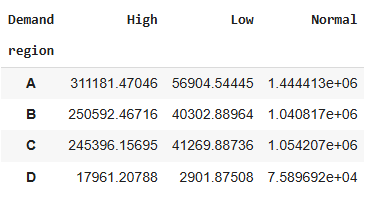 Demand High Low Normal
region
A 311181.47046 56904.54445 1.444413e+06
B 250592.46716 40302.88964 1.040817e+06
C 245396.15695 41269.88736 1.054207e+06
D 17961.20788 2901.87508 7.589692e+04